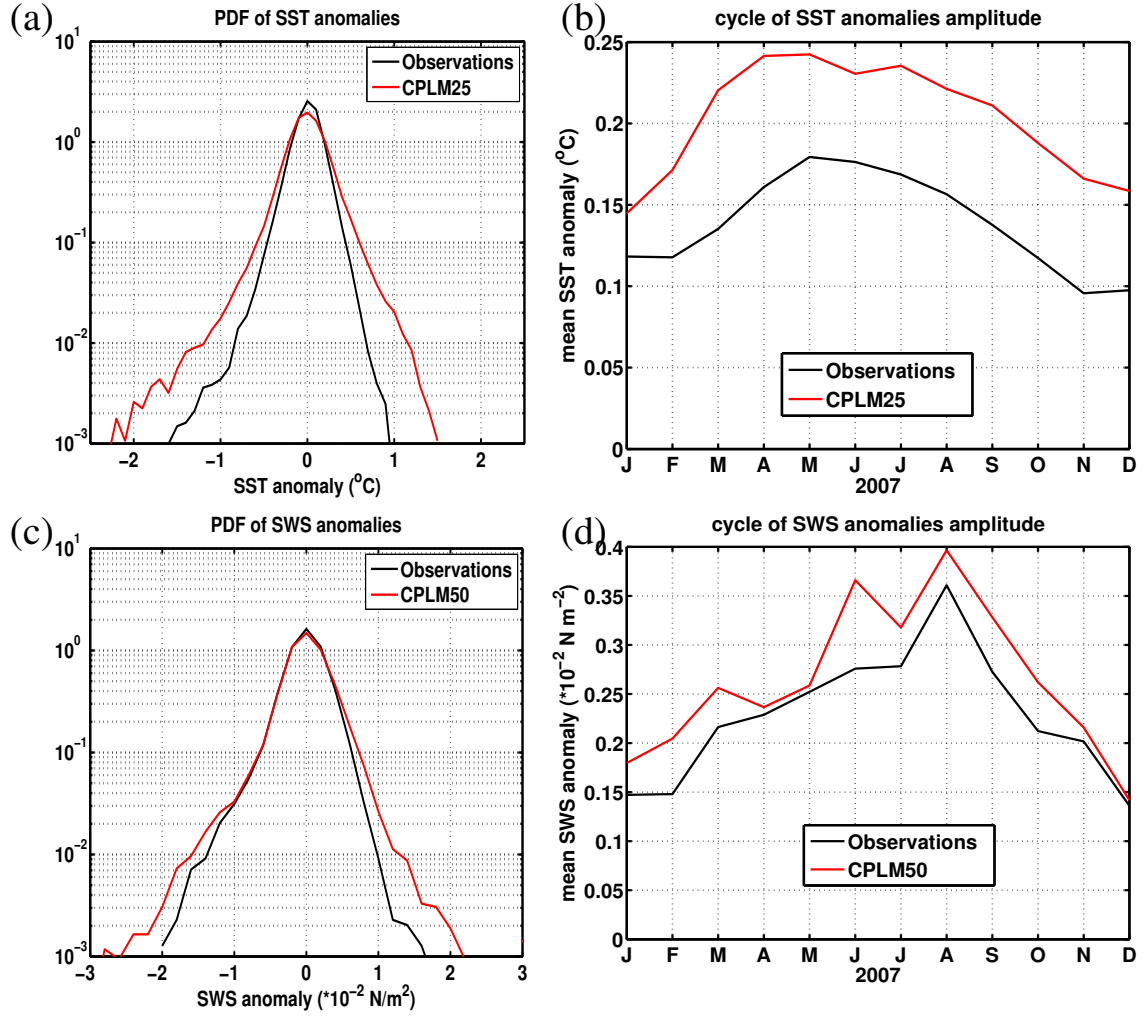 (a)
PDF of SST anomalies
10^1
10^0
10^-1
10^-2
10^-3
Observations
CPLM25
−2 −1 0 1 2
SST anomaly (°C)
(b)
cycle of SST anomalies amplitude
mean SST anomaly (°C)
0.25
0.2
0.15
0.1
0.05
0
Observations
CPLM25
J F M A M J J A S O N D
2007
(c)
PDF of SWS anomalies
10^1
10^0
10^-1
10^-2
10^-3
Observations
CPLM50
−3 −2 −1 0 1 2 3
SWS anomaly (*10^-2 N/m^2)
(d)
cycle of SWS anomalies amplitude
mean SWS anomaly (*10^-2 N m^-2)
0.4
0.35
0.3
0.25
0.2
0.15
0.1
0.05
0
Observations
CPLM50
J F M A M J J A S O N D
2007